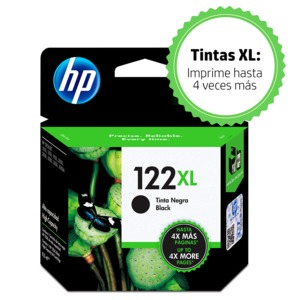 Tintas XL:
Imprime hasta
4 veces más
hp
Precise. Reliable.
122XL
Tinta Negra
Black
HASTA
4X MÁS
PÁGINAS
UP TO
4X MORE
PAGES